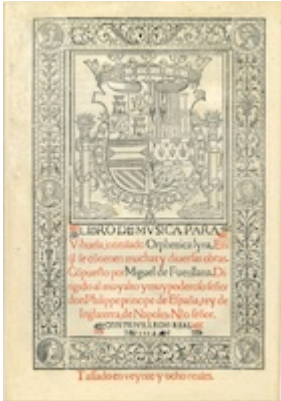 LIBRO DE MVSICA PARA
Vihuela, intitulado Orphenica lyra, En
el q̃ se cõtienen muchas y diuersas obras.
Cõpuesto por Miguel de Fuenllana. Di
rigido al muy alto y muy poderoso señor
don Philippe principe de España, rey de
Inglaterra, de Napoles. Nr̃o señor.
CON PRIVILEGIO REAL.
1554
Tassado en veynte y ocho reales.